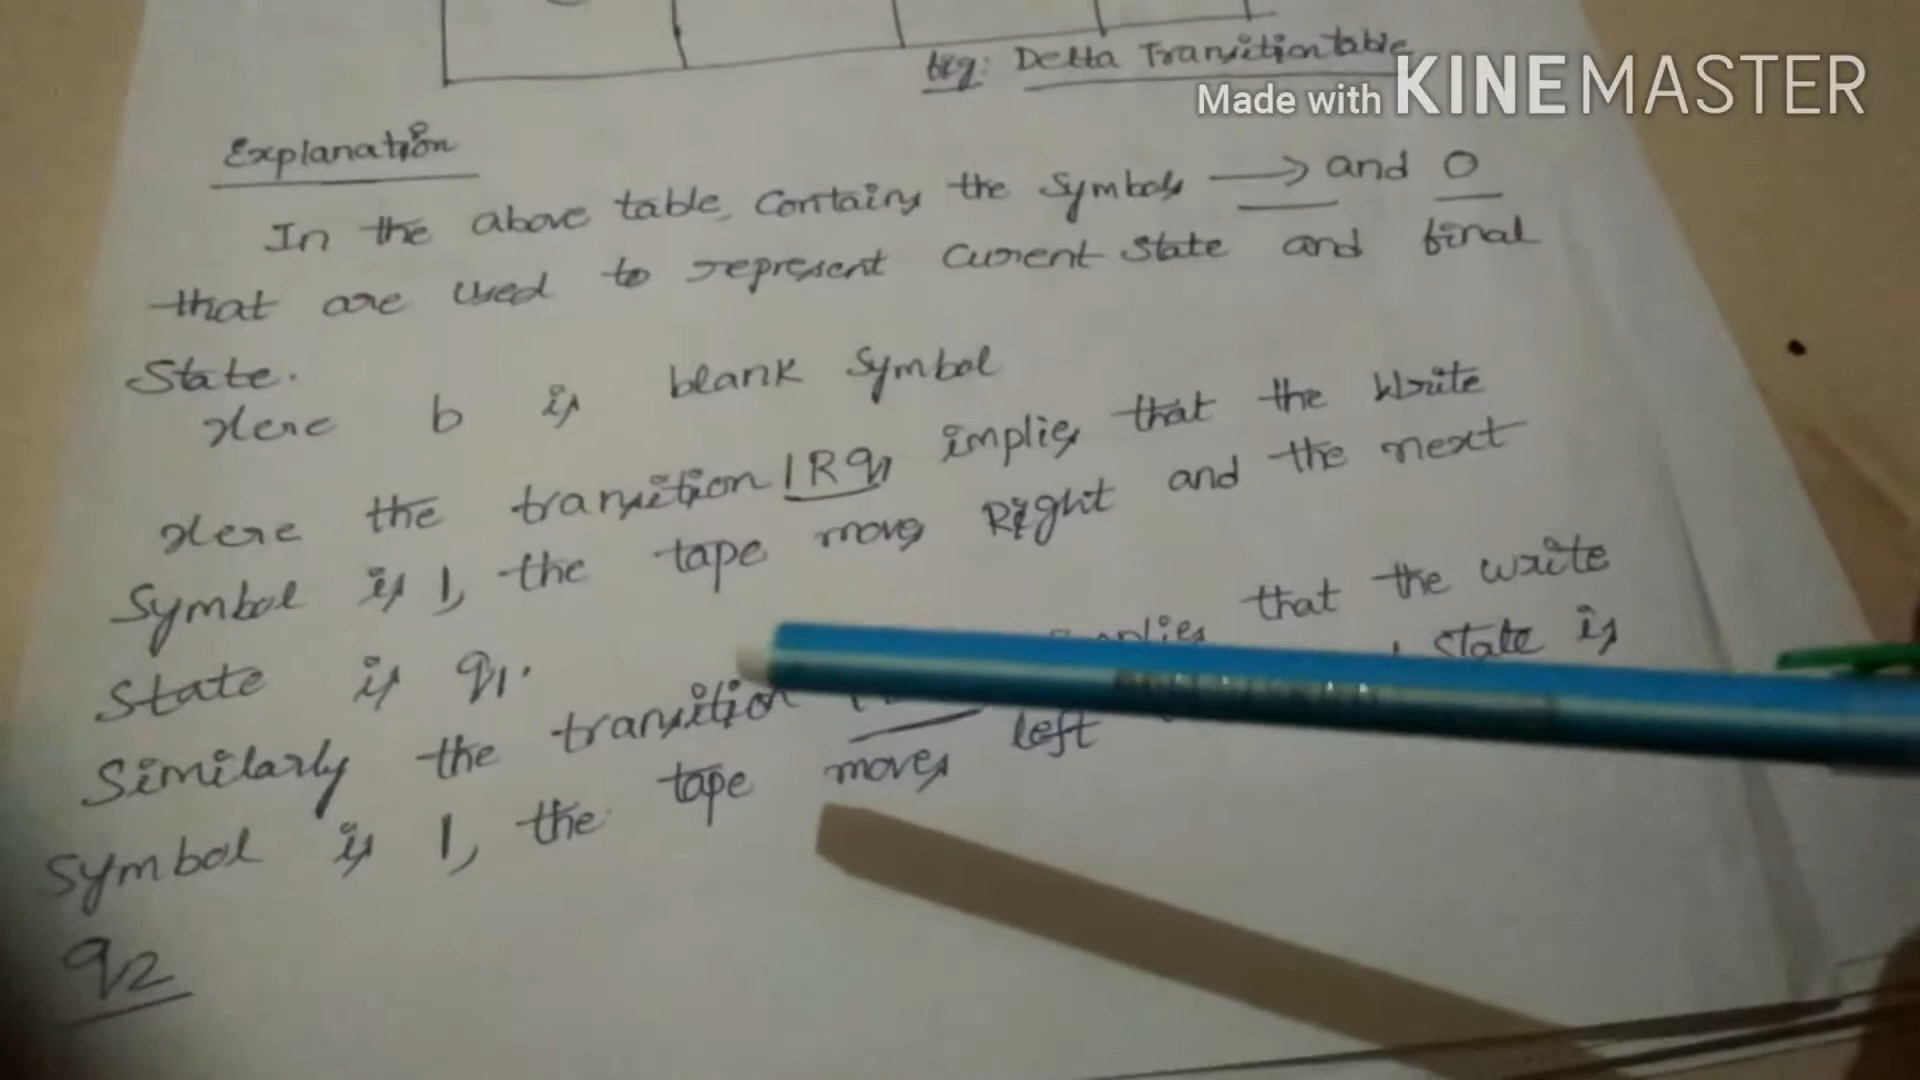 fig: Delta Transition table
Made with KINEMASTER
Explanation
In the above table, contains the symbols → and O
that are used to represent current state and final
state.
Here b is blank symbol
Here the transition 1Rq1 implies that the write
symbol is 1, the tape moves Right and the next
state is q1.
Similarly the transition implies that the write
symbol is 1, the tape moves left state is
q2